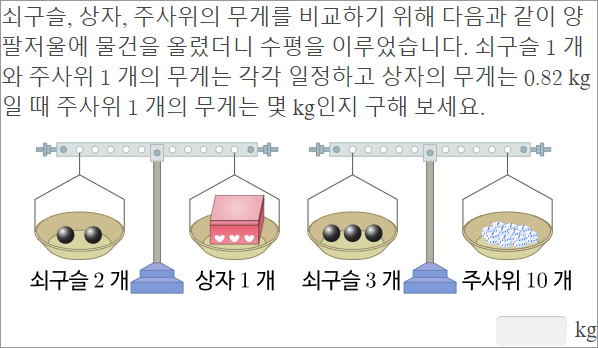 쇠구슬, 상자, 주사위의 무게를 비교하기 위해 다음과 같이 양
팔저울에 물건을 올렸더니 수평을 이루었습니다. 쇠구슬 1 개
와 주사위 1 개의 무게는 각각 일정하고 상자의 무게는 0.82 kg
일 때 주사위 1 개의 무게는 몇 kg인지 구해 보세요.
쇠구슬 2 개 상자 1 개 쇠구슬 3 개 주사위 10 개
kg